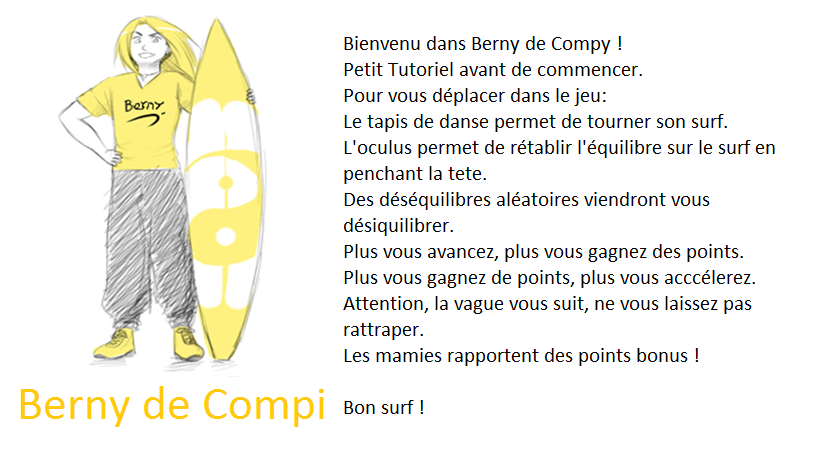 Berny
Bienvenu dans Berny de Compy !
Petit Tutoriel avant de commencer.
Pour vous déplacer dans le jeu:
Le tapis de danse permet de tourner son surf.
L'oculus permet de rétablir l'équilibre sur le surf en
penchant la tete.
Des déséquilibres aléatoires viendront vous
désiquilibrer.
Plus vous avancez, plus vous gagnez des points.
Plus vous gagnez de points, plus vous acccélerez.
Attention, la vague vous suit, ne vous laissez pas
rattraper.
Les mamies rapportent des points bonus !
Berny de Compi
Bon surf !